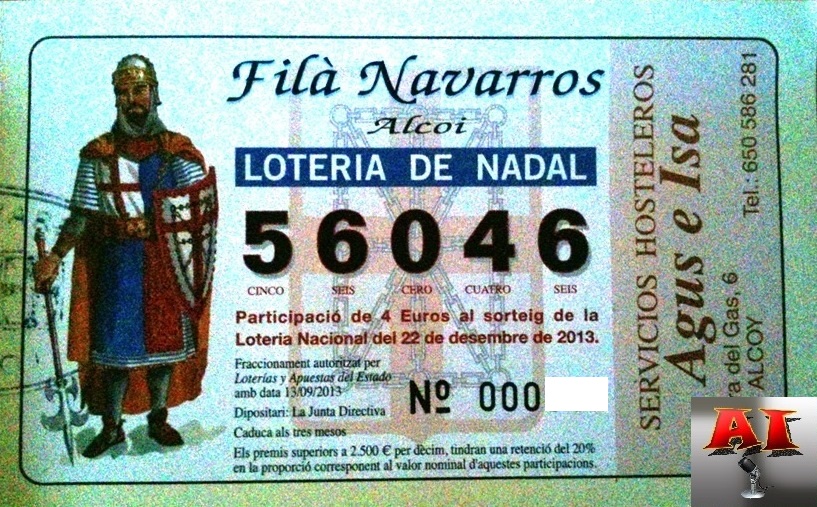 Filà Navarros
Alcoi
LOTERIA DE NADAL
56046
CINCO SEIS CERO CUATRO SEIS
Participació de 4 Euros al sorteig de la
Loteria Nacional del 22 de desembre de 2013.
Fraccionament autoritzat per
Loterías y Apuestas del Estado
amb data 13/09/2013
Dipositari: La Junta Directiva
Caduca als tres mesos
Nº 000
Els premis superiors a 2.500 € per dècim, tindran una retenció del 20%
en la proporció corresponent al valor nominal d'aquestes participacions.
SERVICIOS HOSTELEROS
Agus e Isa
ra del Gas, 6
ALCOY
Tel.: 650 586 281
AI